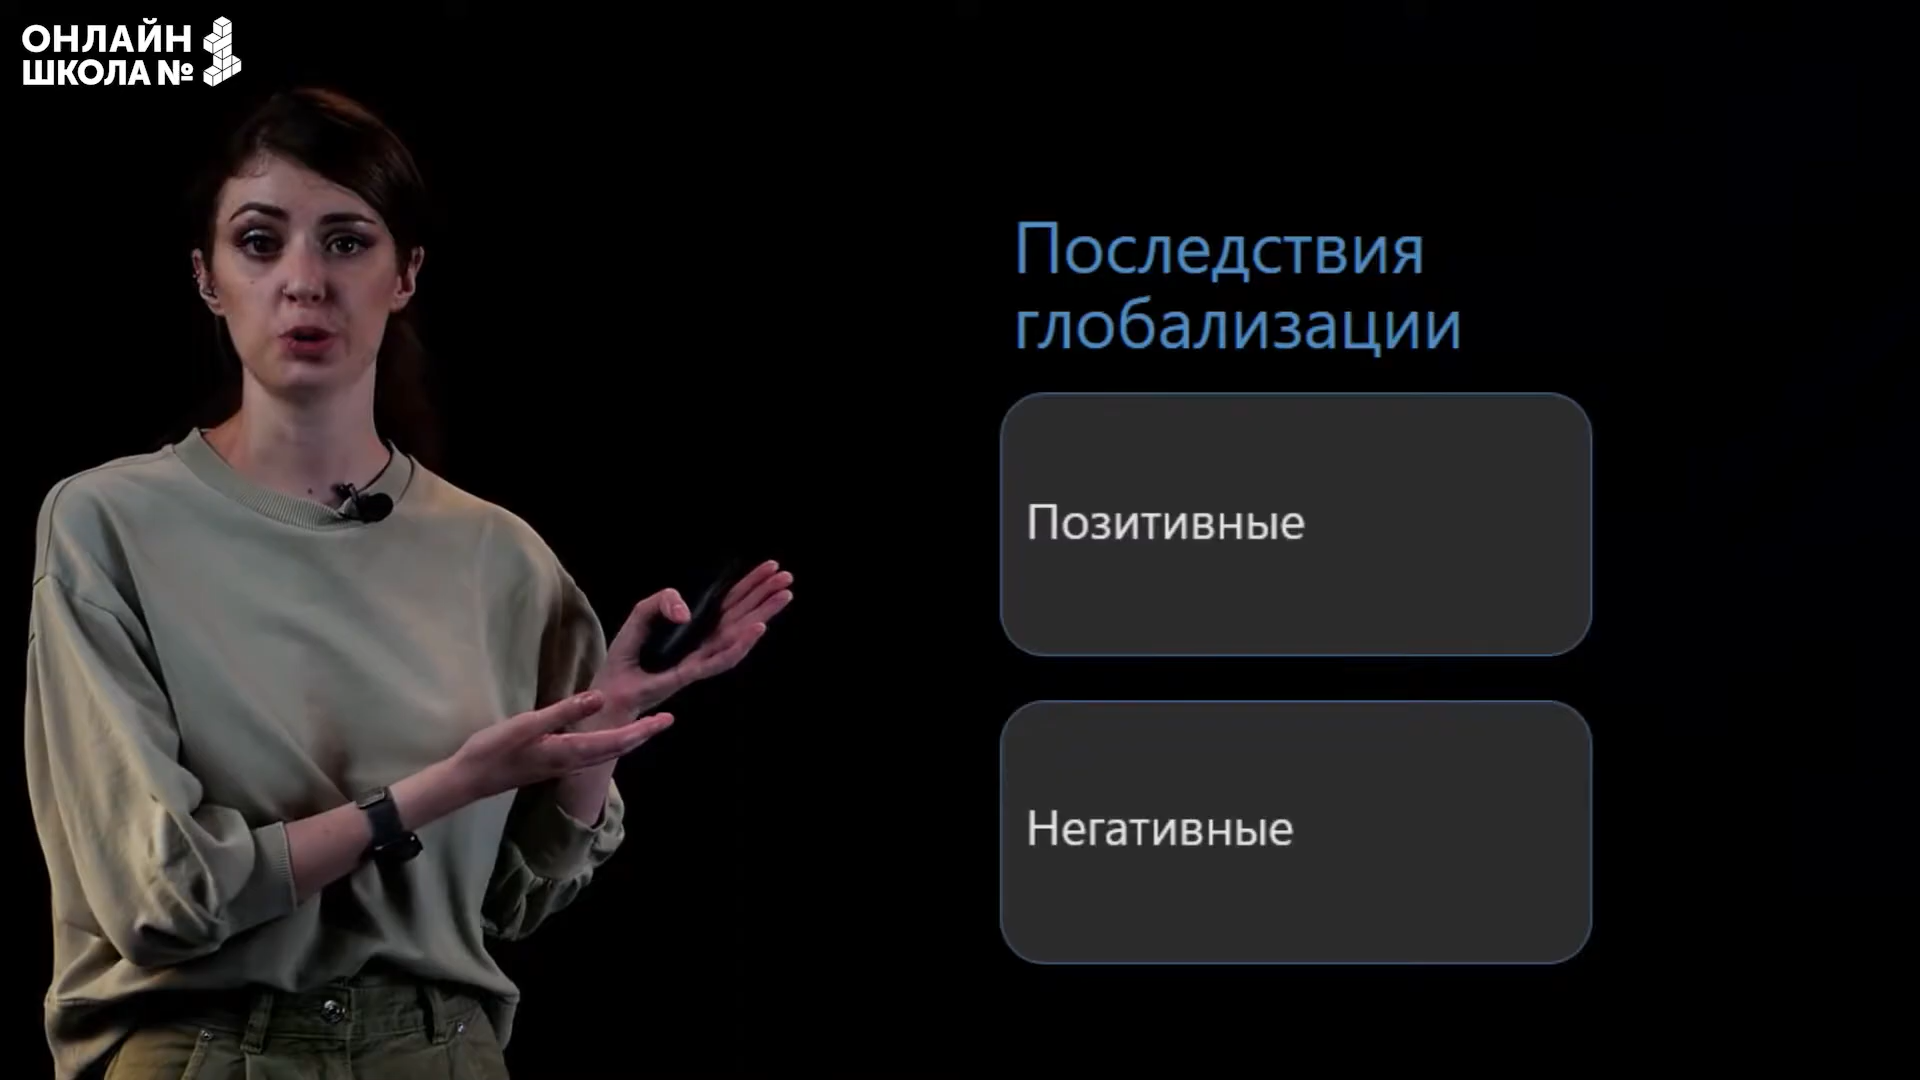 ОНЛАЙН
ШКОЛА №
Последствия
глобализации
Позитивные
Негативные